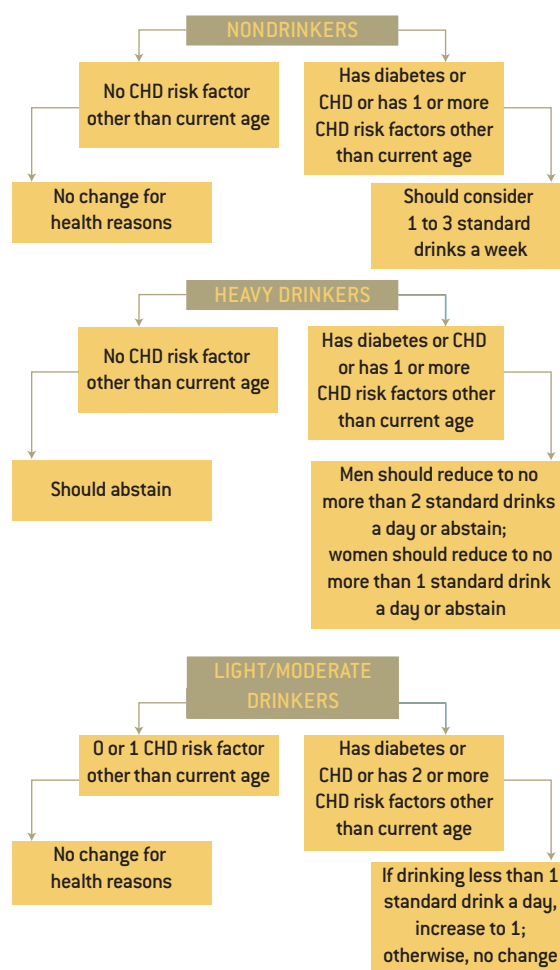 NONDRINKERS
No CHD risk factor
other than current age
Has diabetes or
CHD or has 1 or more
CHD risk factors other
than current age
No change for
health reasons
Should consider
1 to 3 standard
drinks a week
HEAVY DRINKERS
No CHD risk factor
other than current age
Has diabetes or CHD
or has 1 or more
CHD risk factors other
than current age
Should abstain
Men should reduce to no
more than 2 standard drinks
a day or abstain;
women should reduce to no
more than 1 standard drink
a day or abstain
LIGHT/MODERATE
DRINKERS
0 or 1 CHD risk factor
other than current age
Has diabetes or
CHD or has 2 or more
CHD risk factors other
than current age
No change for
health reasons
If drinking less than 1
standard drink a day,
increase to 1;
otherwise, no change